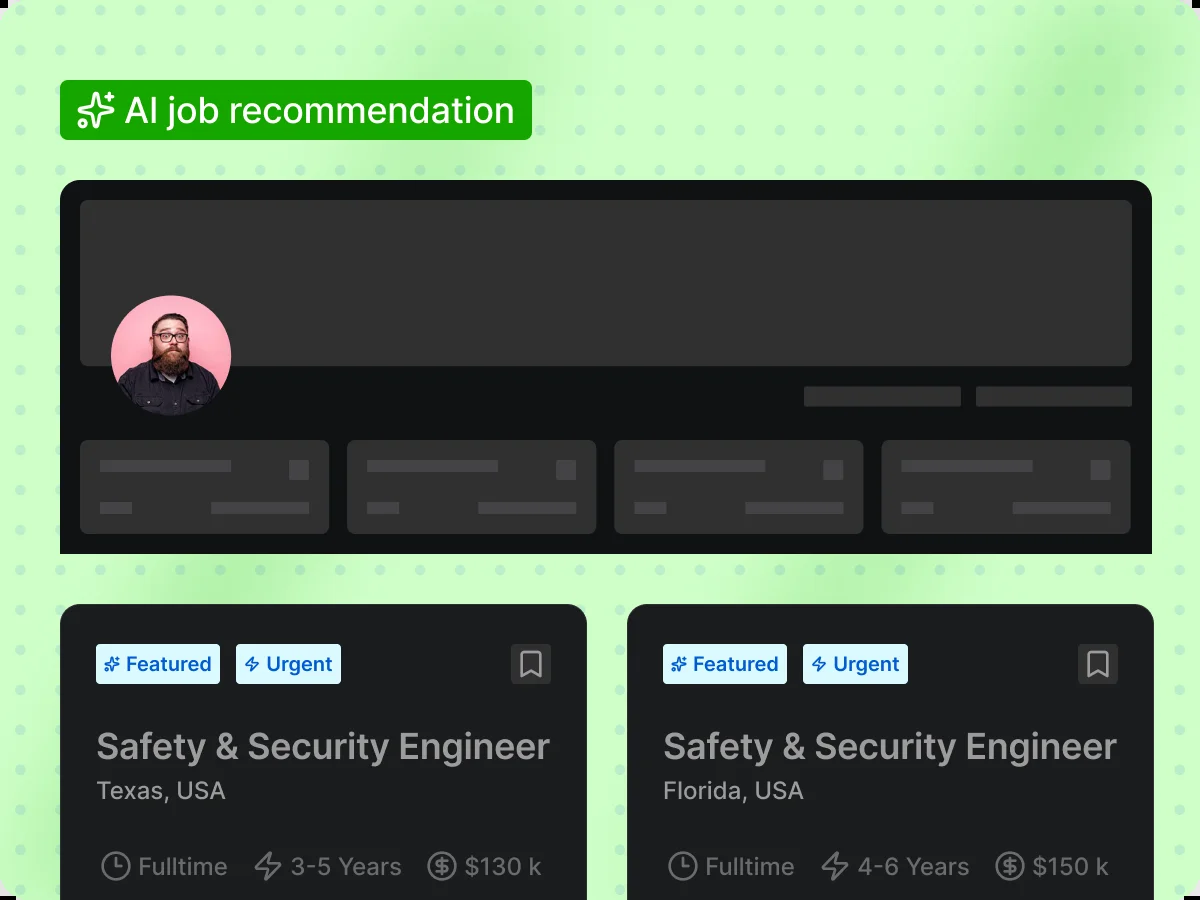 AI job recommendation
Featured
Urgent
Safety & Security Engineer
Texas, USA
Fulltime
3-5 Years
$130 k
Featured
Urgent
Safety & Security Engineer
Florida, USA
Fulltime
4-6 Years
$150 k